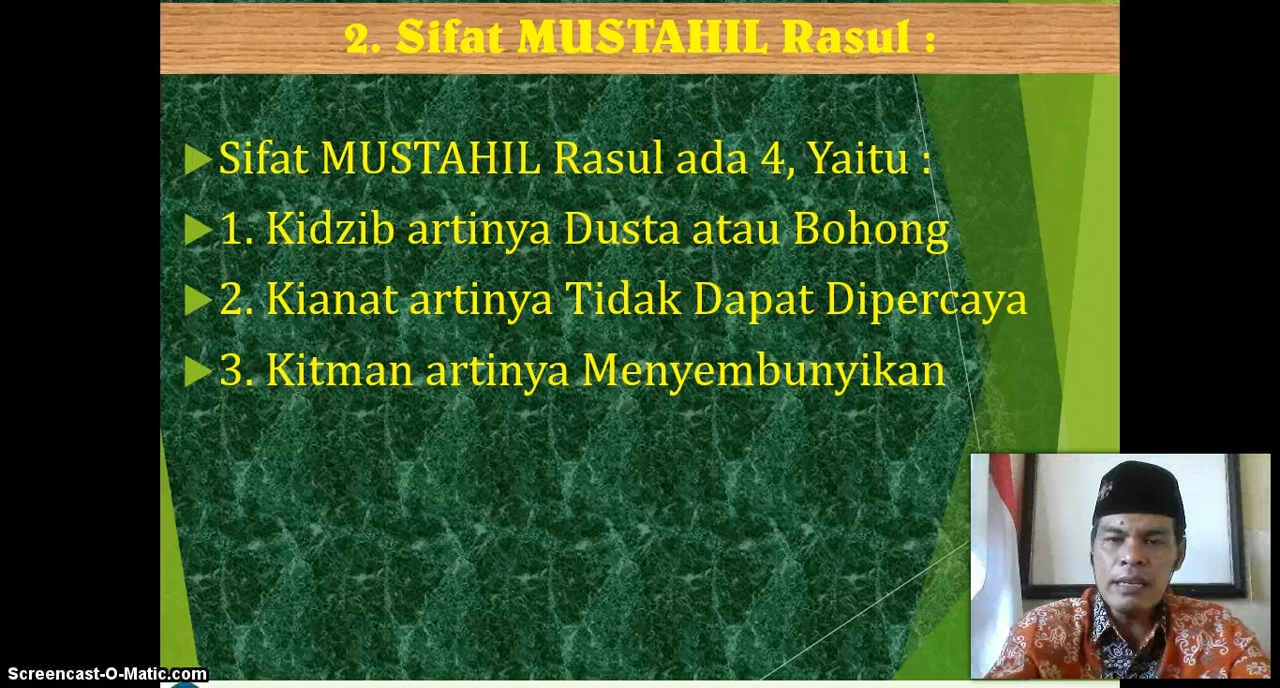 2. Sifat MUSTAHIL Rasul :
Sifat MUSTAHIL Rasul ada 4, Yaitu :
1. Kidzib artinya Dusta atau Bohong
2. Kianat artinya Tidak Dapat Dipercaya
3. Kitman artinya Menyembunyikan
Screencast-O-Matic.com